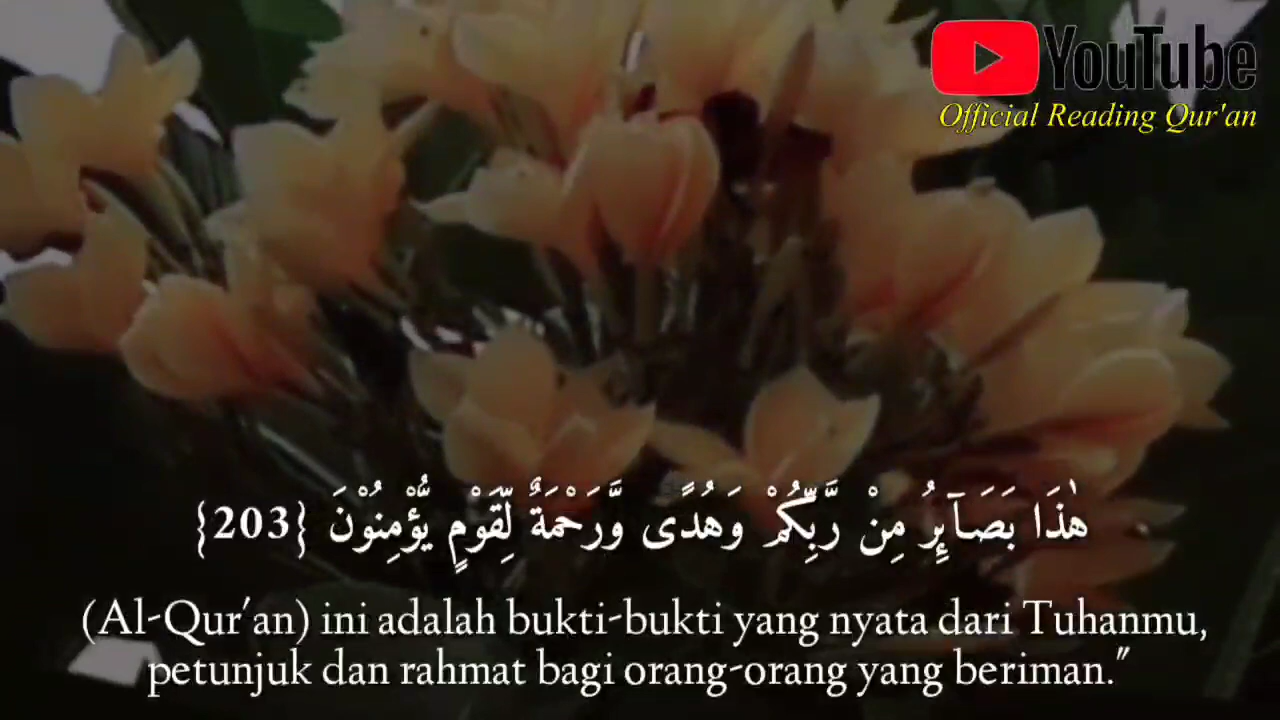 YouTube
Official Reading Qur'an
هٰذَا بَصَآىِٕرُ مِنْ رَّبِّكُمْ وَهُدًى وَّرَحْمَةٌ لِّقَوْمٍ يُّؤْمِنُوْنَ {203}
(Al-Qur'an) ini adalah bukti-bukti yang nyata dari Tuhanmu,
petunjuk dan rahmat bagi orang-orang yang beriman."